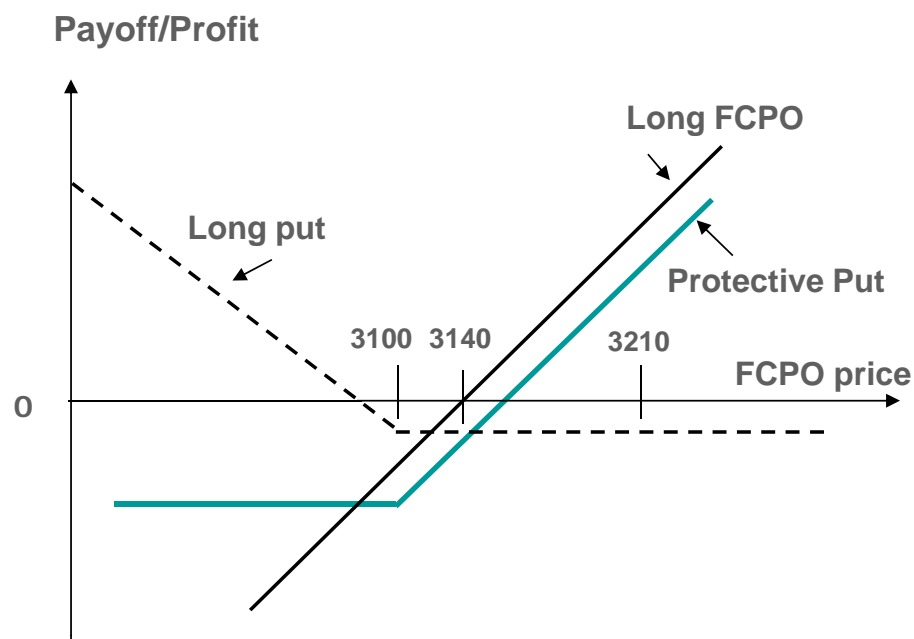 Payoff/Profit
Long FCPO
Long put
Protective Put
3100 3140 3210
FCPO price
0